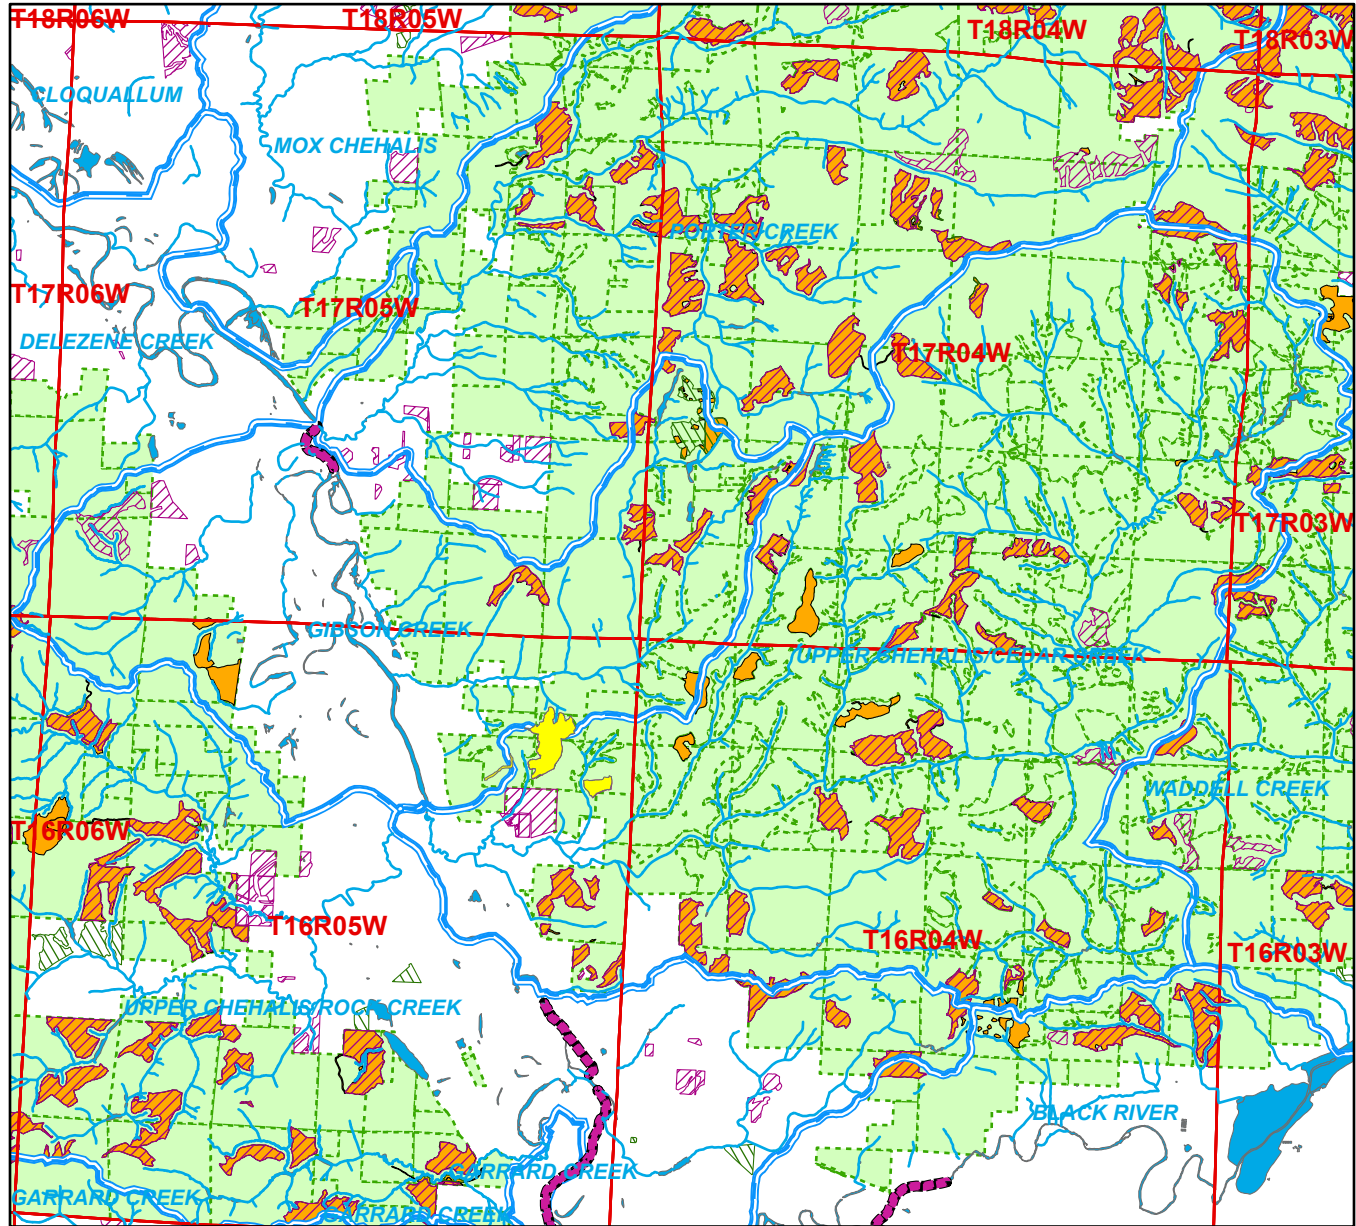 T18R06W
T18R05W
T18R04W
T18R03W
CLOQUALLUM
MOX CHEHALIS
PORTER CREEK
T17R06W
T17R05W
DELEZENE CREEK
T17R04W
T17R03W
GIBSON CREEK
UPPER CHEHALIS/CEDAR CREEK
WADDELL CREEK
T16R06W
T16R05W
T16R04W
T16R03W
UPPER CHEHALIS/ROCK CREEK
BLACK RIVER
GARRARD CREEK
GARRARD CREEK
GARRARD CREEK